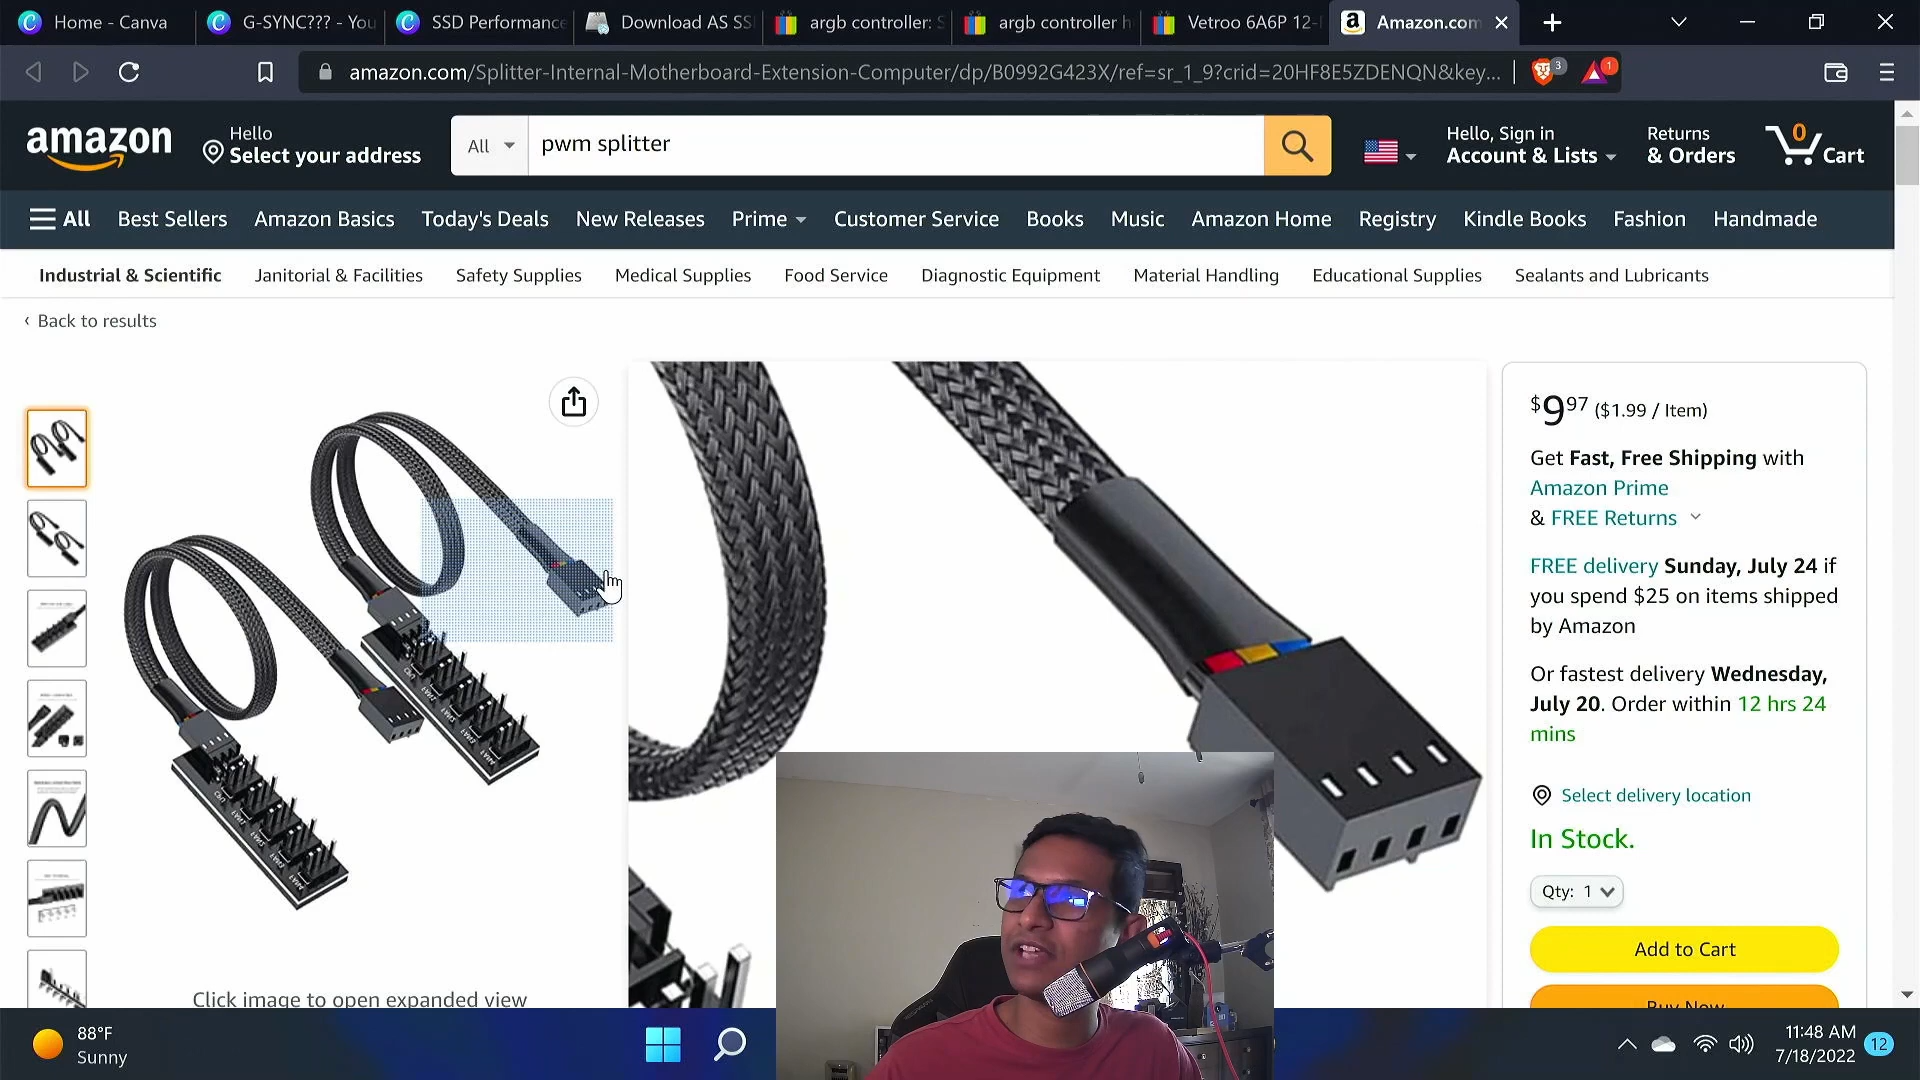 Home - Canva
G-SYNC??? - You
SSD Performance
Download AS SS
argb controller: S
argb controller h
Vetroo 6A6P 12-
Amazon.com
amazon.com/Splitter-Internal-Motherboard-Extension-Computer/dp/B0992G423X/ref=sr_1_9?crid=20HF8E5ZDENQN&key...
3
1
amazon
Hello
Select your address
All
pwm splitter
Hello, Sign in
Account & Lists
Returns
& Orders
0
Cart
All
Best Sellers
Amazon Basics
Today's Deals
New Releases
Prime
Customer Service
Books
Music
Amazon Home
Registry
Kindle Books
Fashion
Handmade
Industrial & Scientific
Janitorial & Facilities
Safety Supplies
Medical Supplies
Food Service
Diagnostic Equipment
Material Handling
Educational Supplies
Sealants and Lubricants
‹ Back to results
$9.97 ($1.99 / Item)
Get Fast, Free Shipping with
Amazon Prime
& FREE Returns
FREE delivery Sunday, July 24 if
you spend $25 on items shipped
by Amazon
Or fastest delivery Wednesday,
July 20. Order within 12 hrs 24
mins
Select delivery location
In Stock.
Qty: 1
Add to Cart
Buy Now
Click image to open expanded view
88°F
Sunny
11:48 AM
7/18/2022
12